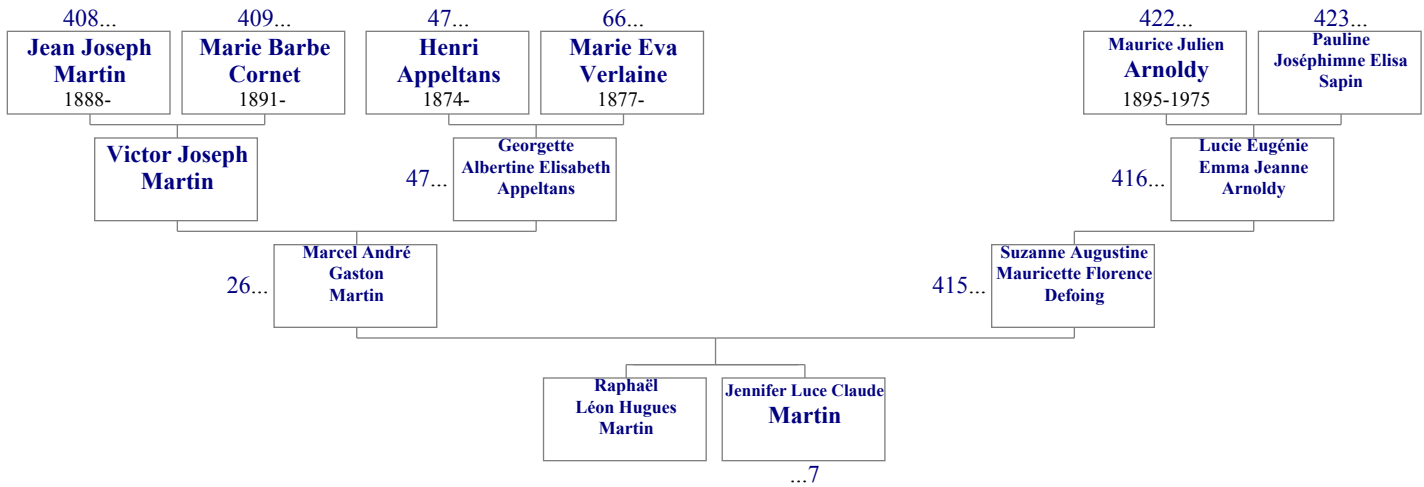 408...
409...
47...
66...
422...
423...
Jean Joseph
Martin
1888-
Marie Barbe
Cornet
1891-
Henri
Appeltans
1874-
Marie Eva
Verlaine
1877-
Maurice Julien
Arnoldy
1895-1975
Pauline
Joséphimne Elisa
Sapin
Victor Joseph
Martin
47...
Georgette
Albertine Elisabeth
Appeltans
416...
Lucie Eugénie
Emma Jeanne
Arnoldy
26...
Marcel André
Gaston
Martin
415...
Suzanne Augustine
Mauricette Florence
Defoing
Raphaël
Léon Hugues
Martin
Jennifer Luce Claude
Martin
...7